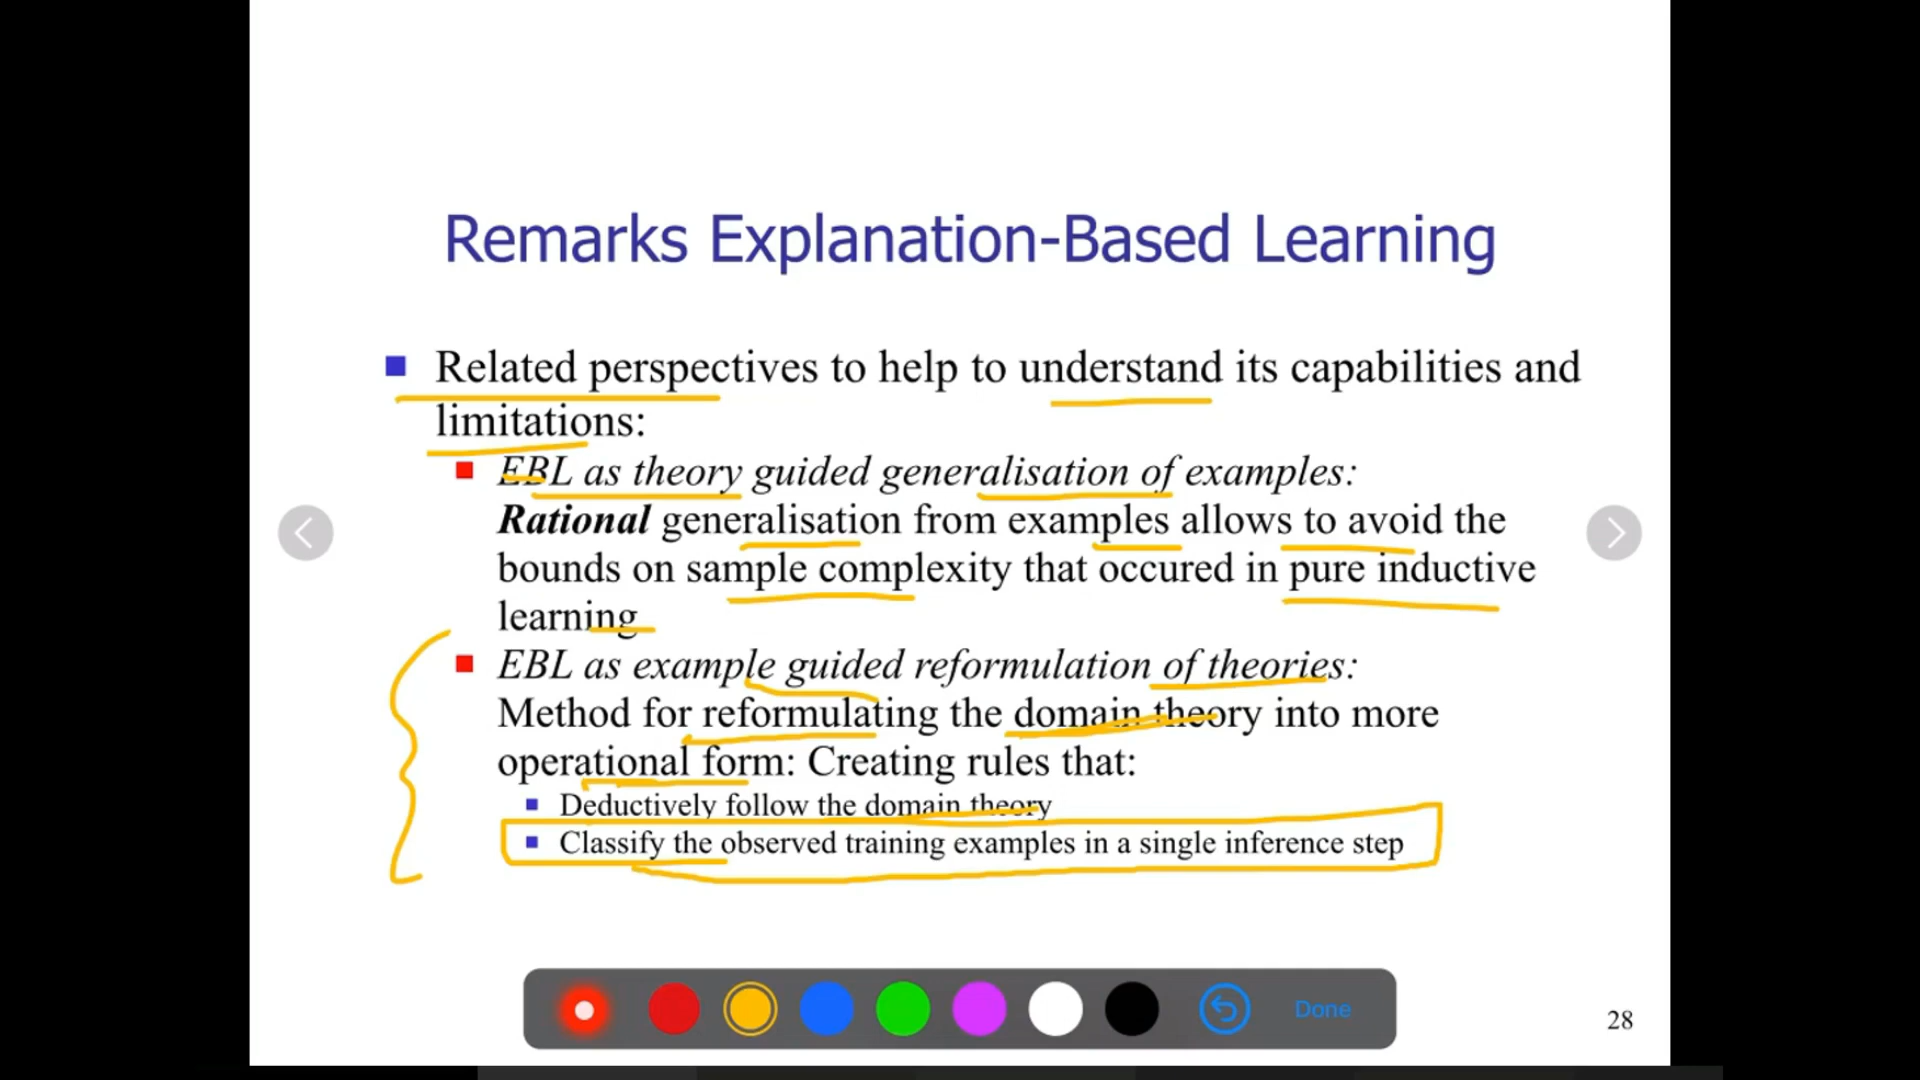 Remarks Explanation-Based Learning
Related perspectives to help to understand its capabilities and
limitations:
EBL as theory guided generalisation of examples:
Rational generalisation from examples allows to avoid the
bounds on sample complexity that occured in pure inductive
learning
EBL as example guided reformulation of theories:
Method for reformulating the domain theory into more
operational form: Creating rules that:
Deductively follow the domain theory
Classify the observed training examples in a single inference step
Done
28